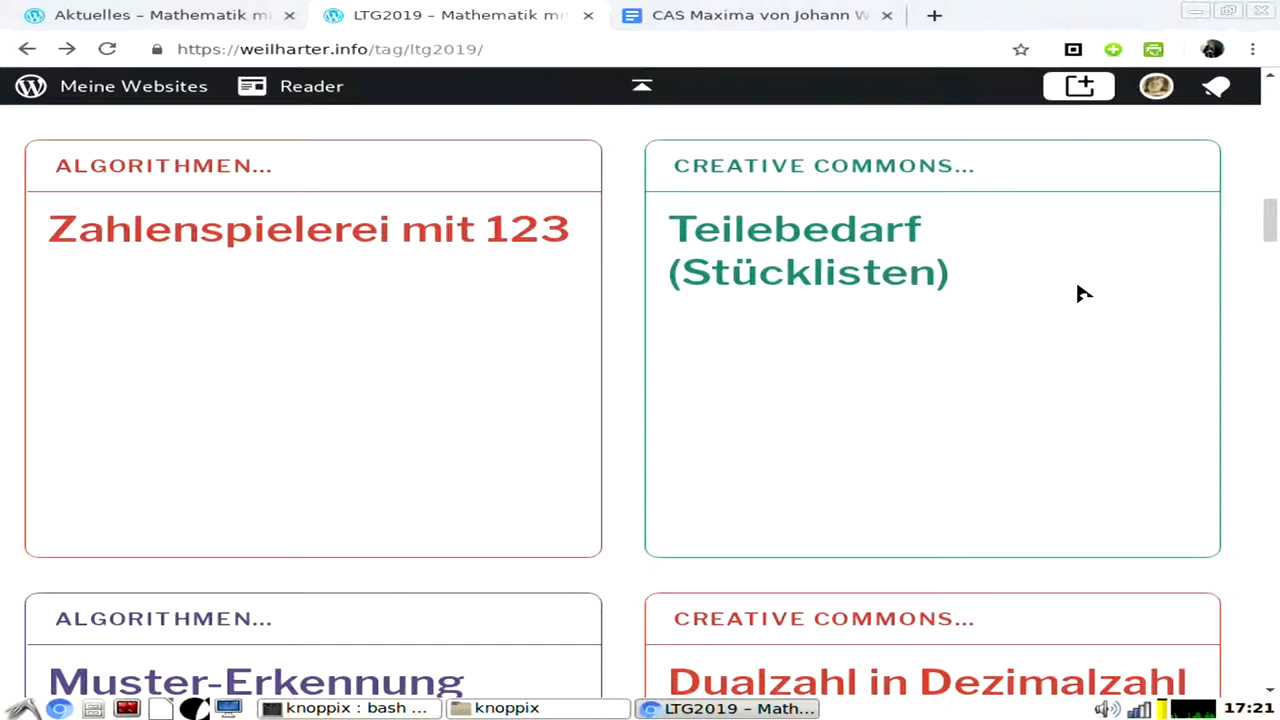 Aktuelles – Mathematik mi
LTG2019 – Mathematik mi
CAS Maxima von Johann W
https://weilharter.info/tag/ltg2019/
Meine Websites
Reader
ALGORITHMEN...
Zahlenspielerei mit 123
CREATIVE COMMONS...
Teilebedarf
(Stücklisten)
ALGORITHMEN...
Muster-Erkennung
CREATIVE COMMONS...
Dualzahl in Dezimalzahl
knoppix : bash ...
knoppix
LTG2019 – Math...
17:21